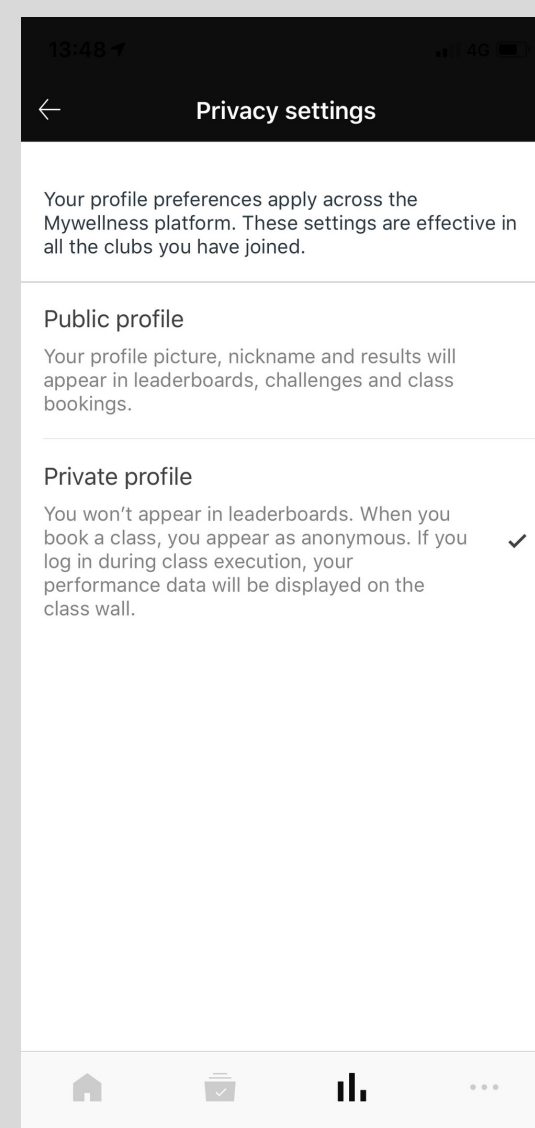 13:48
4G
Privacy settings
Your profile preferences apply across the
Mywellness platform. These settings are effective in
all the clubs you have joined.
Public profile
Your profile picture, nickname and results will
appear in leaderboards, challenges and class
bookings.
Private profile
You won’t appear in leaderboards. When you
book a class, you appear as anonymous. If you
log in during class execution, your
performance data will be displayed on the
class wall.